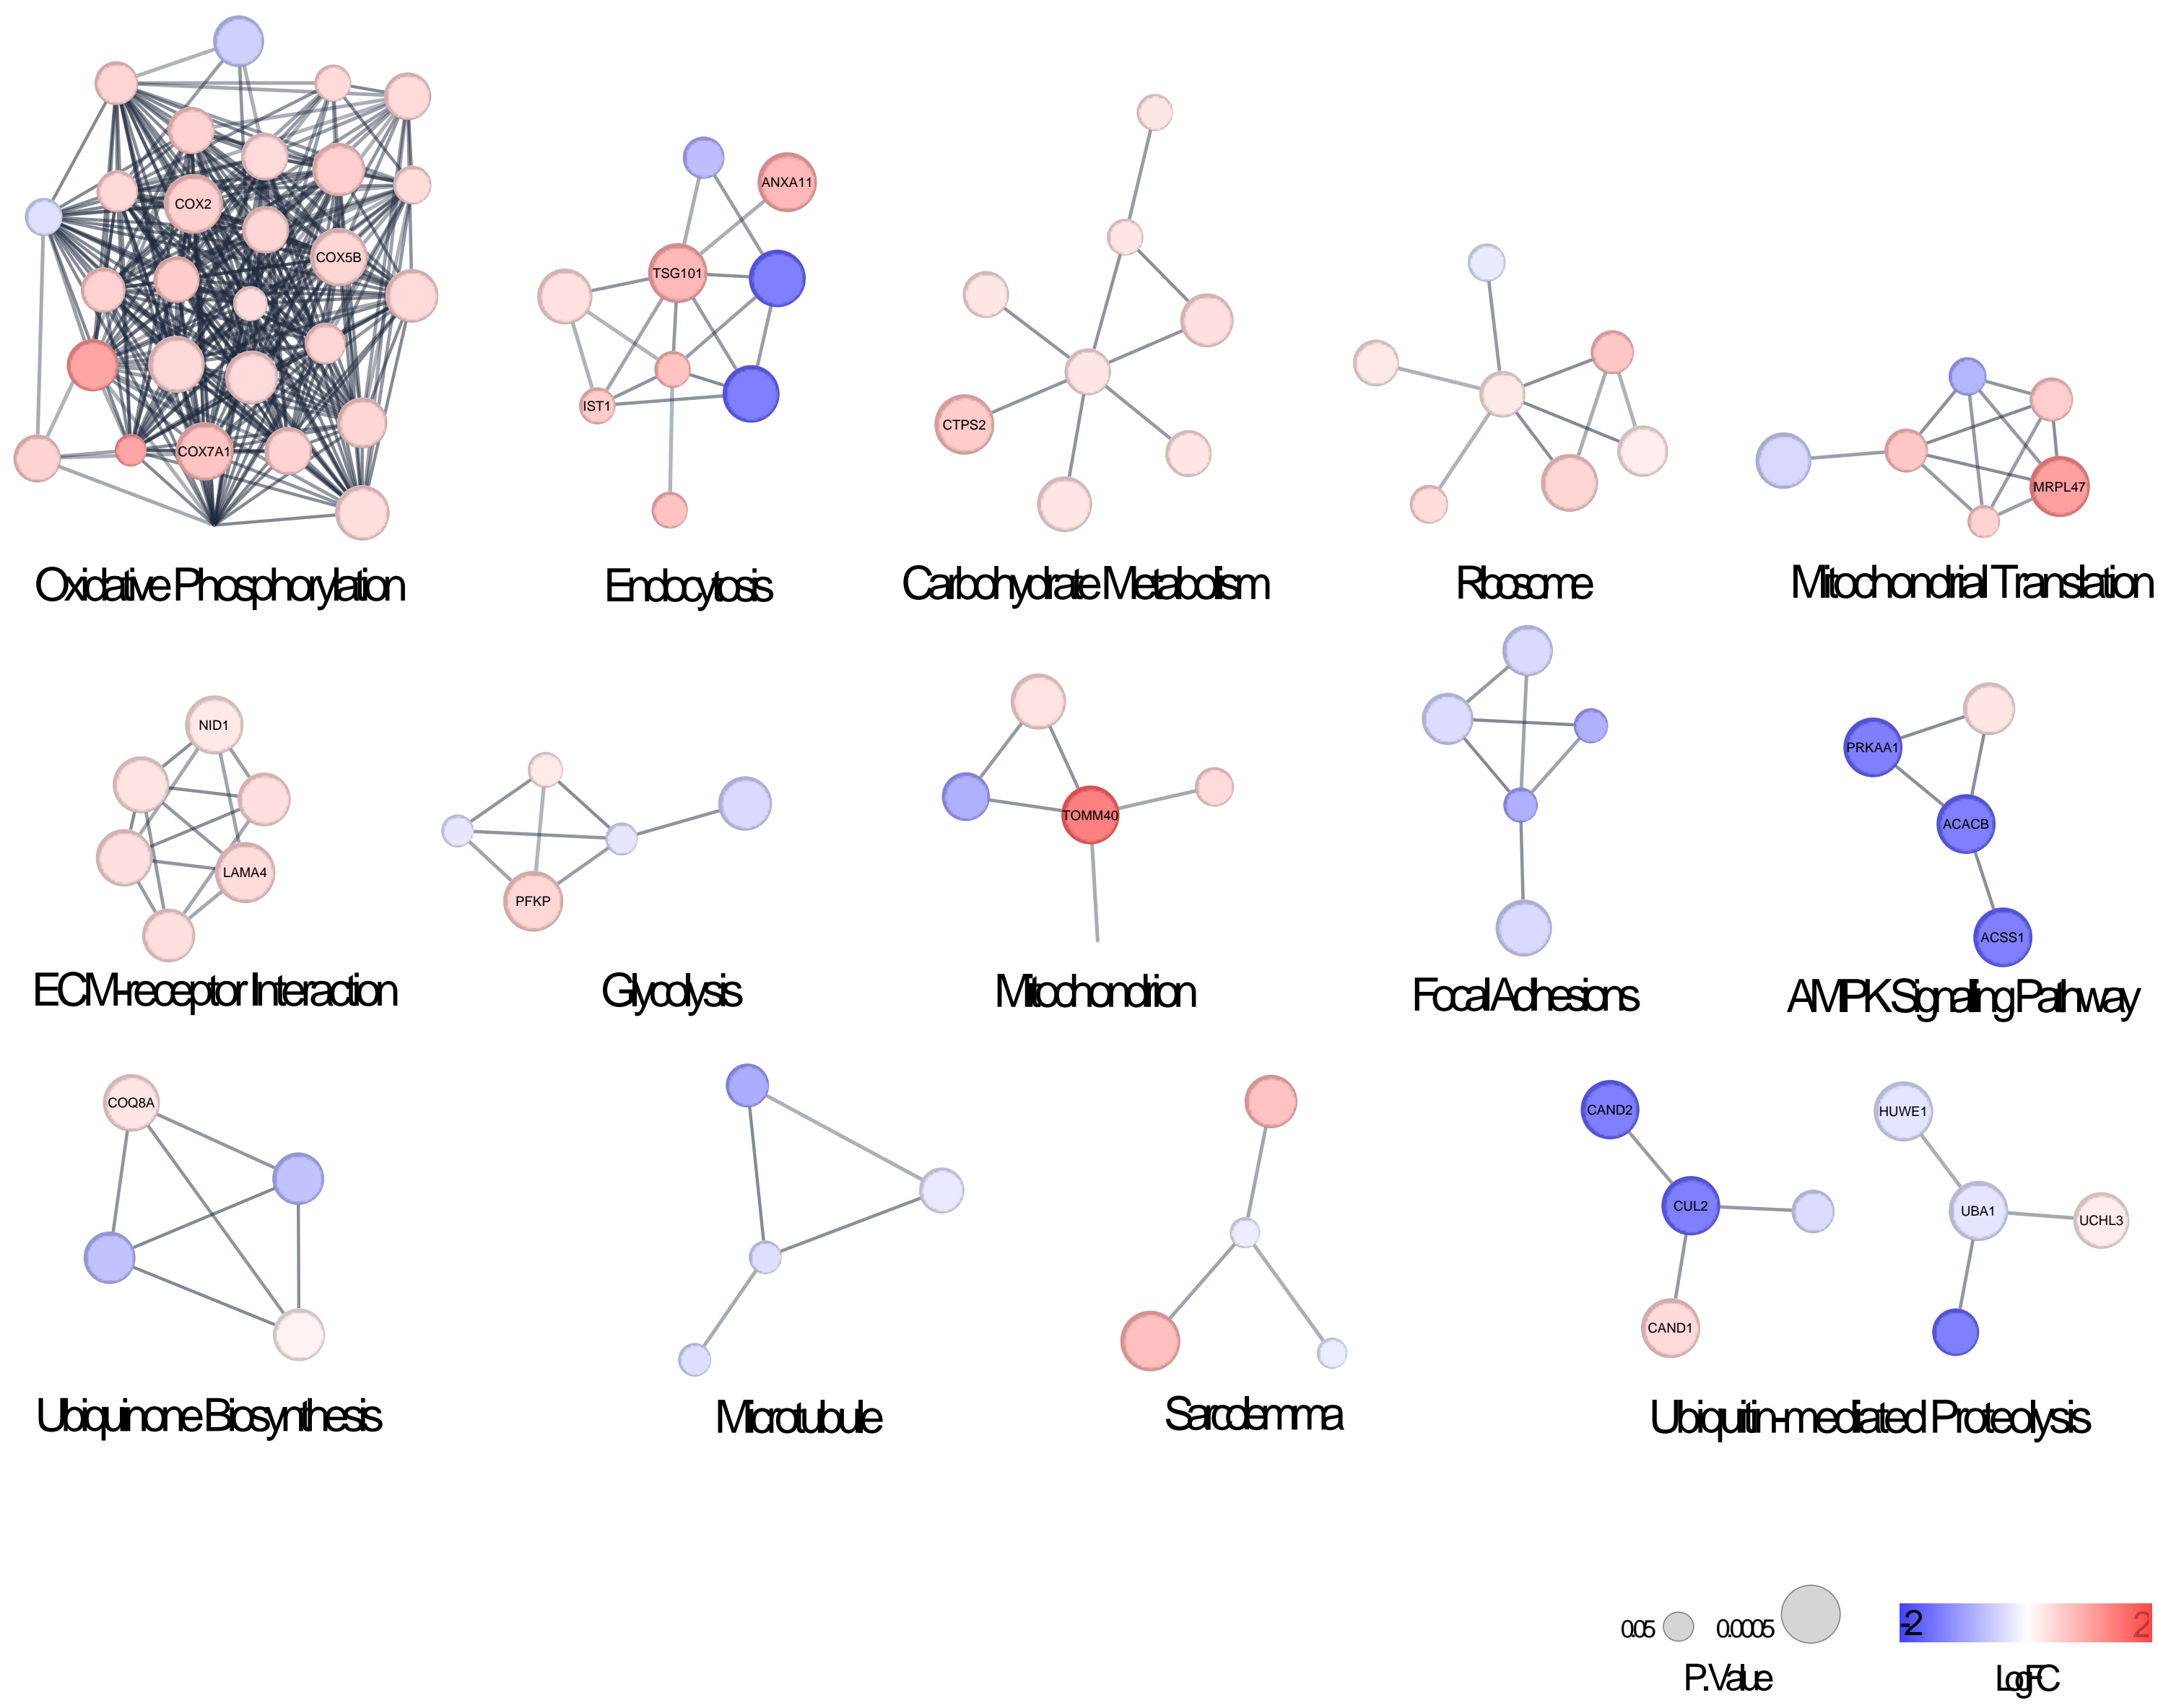 COX2
COX5B
COX7A1
Oxidative Phosphorylation
ANXA11
TSG101
IST1
Endocytosis
CTPS2
Carbohydrate Metabolism
Ribosome
MRPL47
Mitochondrial Translation
NID1
LAMA4
ECM-receptor Interaction
PFKP
Glycolysis
TOMM40
Mitochondrion
Focal Adhesions
PRKAA1
ACACB
ACSS1
AMPK Signaling Pathway
COQ8A
Ubiquinone Biosynthesis
Microtubule
Sarcolemma
CAND2
CUL2
CAND1
HUWE1
UBA1
UCHL3
Ubiquitin-mediated Proteolysis
0.05
0.0005
P.Value
-2
2
LogFC